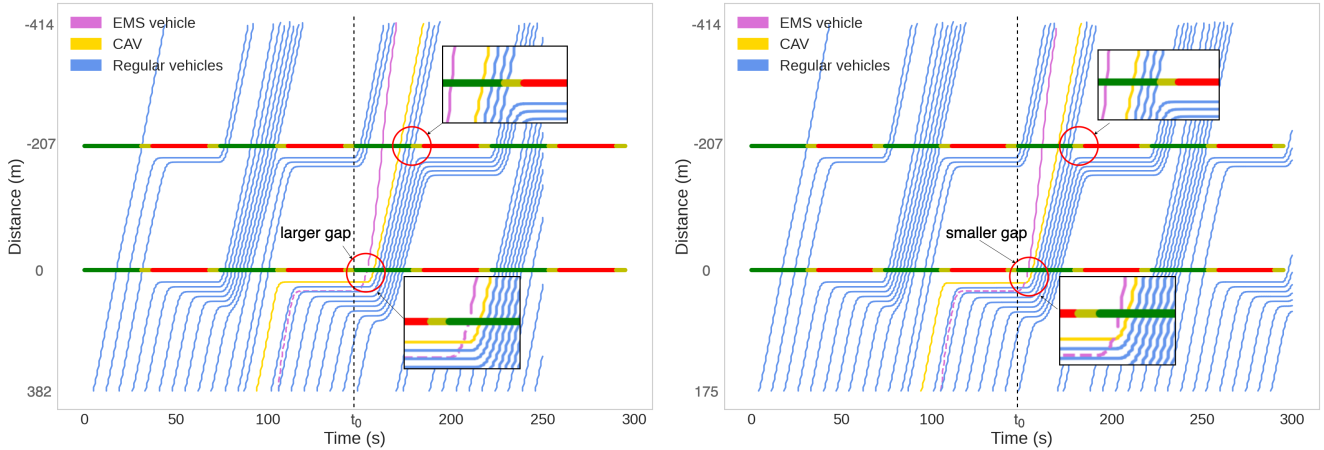 -414
EMS vehicle
CAV
Regular vehicles
-207
larger gap
0
382
Distance (m)
0
50
100
t0
200
250
300
Time (s)
-414
EMS vehicle
CAV
Regular vehicles
-207
smaller gap
0
175
Distance (m)
0
50
100
t0
200
250
300
Time (s)